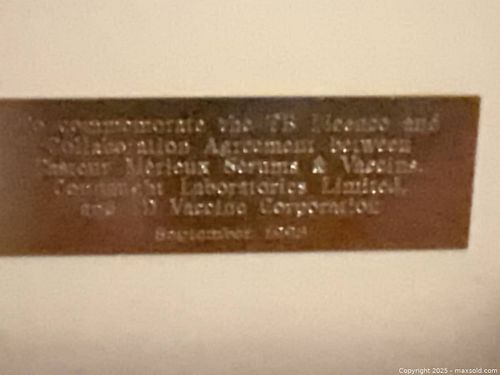 To commemorate the TB Licence and
Collaboration Agreement between
Pasteur Mérieux Serums & Vaccins,
Connaught Laboratories Limited,
and Vaccine Corporation
September
Copyright 2025 - maxsold.com